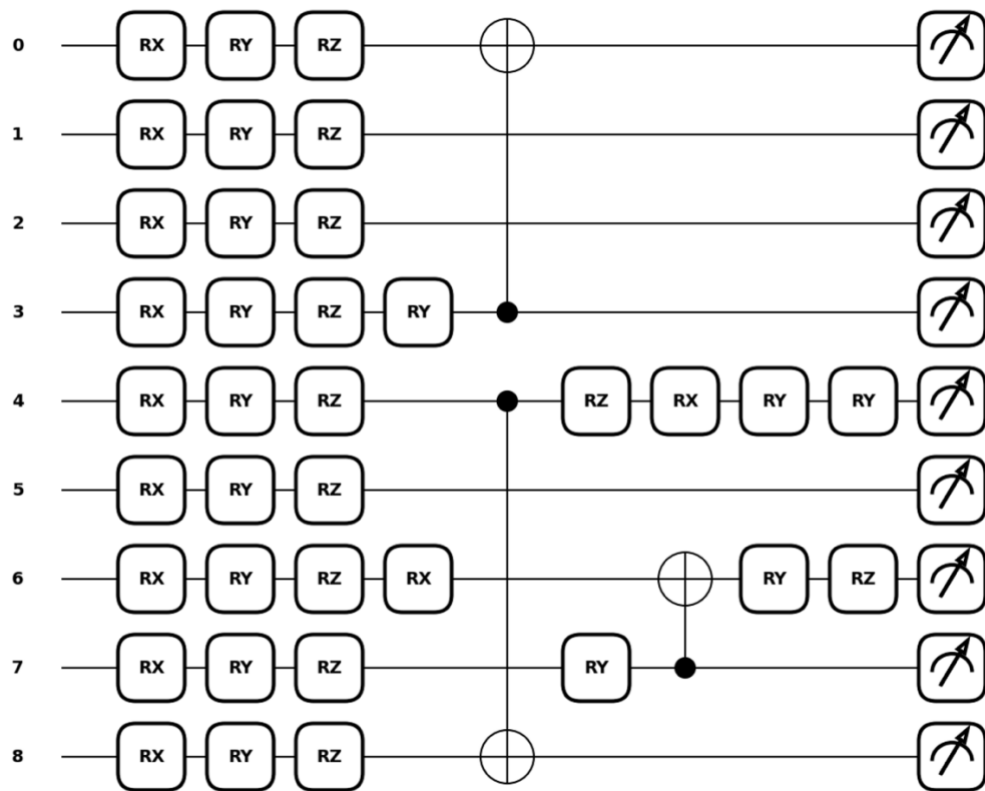 0 RX RY RZ
1 RX RY RZ
2 RX RY RZ
3 RX RY RZ RY
4 RX RY RZ RZ RX RY RY
5 RX RY RZ
6 RX RY RZ RX RY RZ
7 RX RY RZ RY
8 RX RY RZ